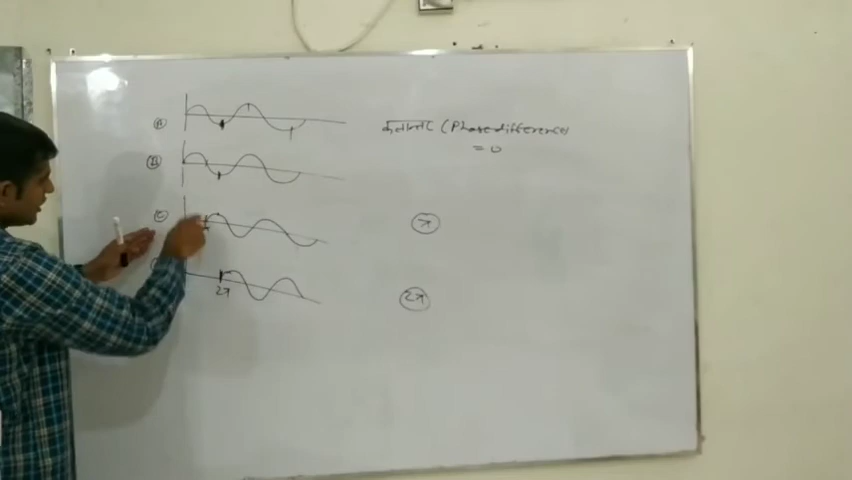 A
कलांतर (Phase difference)
= 0
B
C
π
π
2π
2π